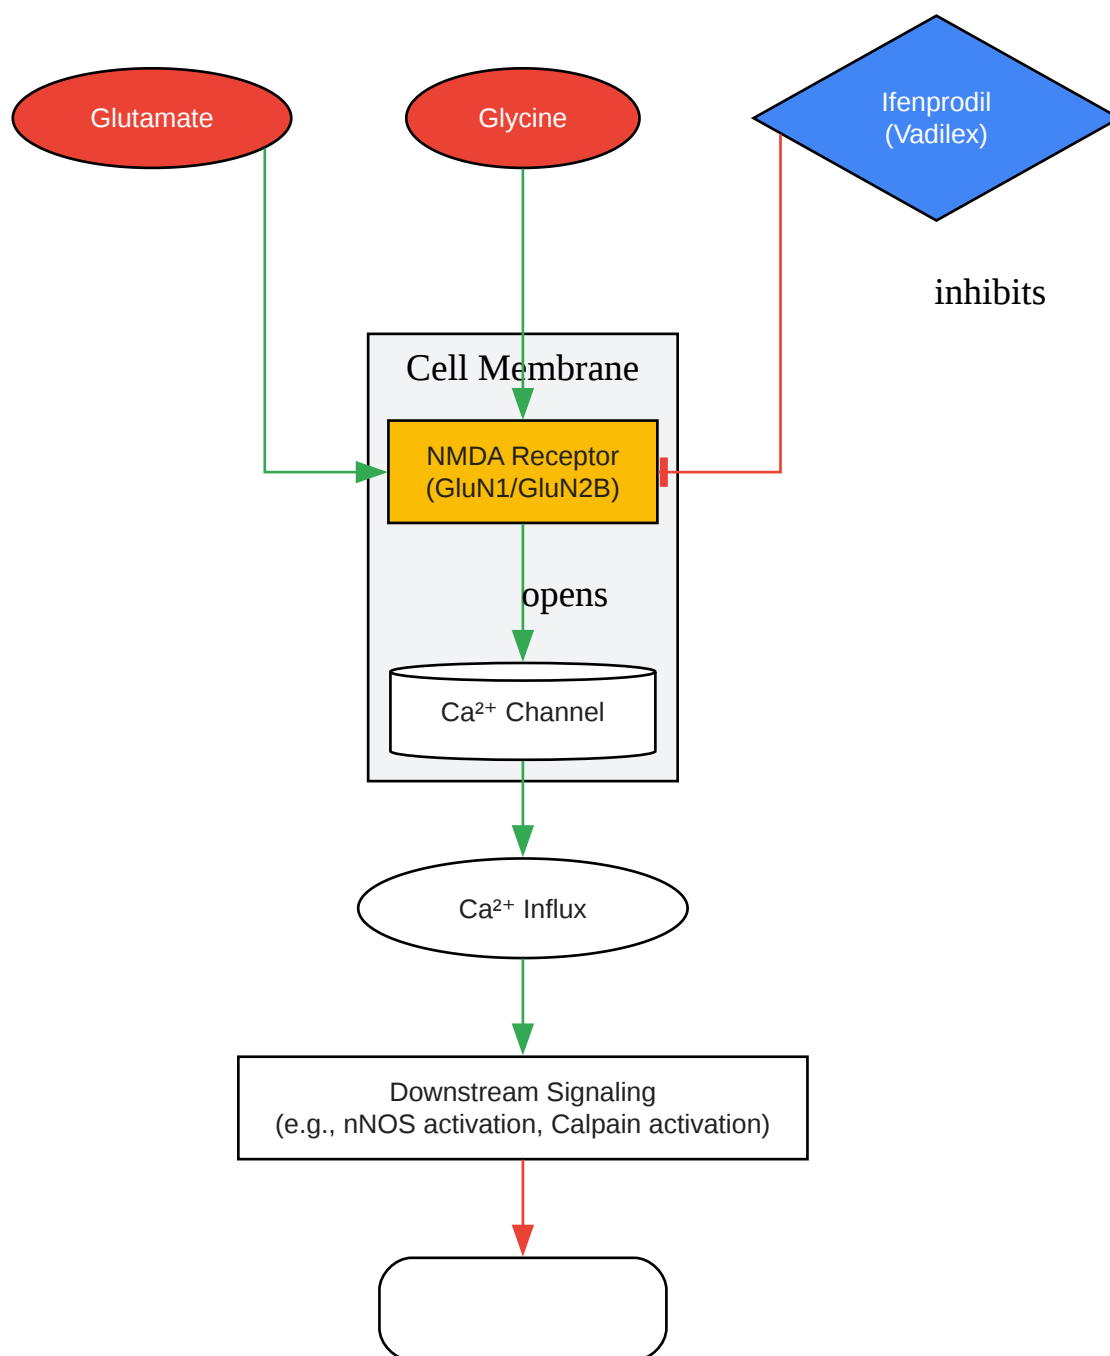 Glutamate
Glycine
Ifenprodil
(Vadilex)
inhibits
Cell Membrane
NMDA Receptor
(GluN1/GluN2B)
opens
Ca²⁺ Channel
Ca²⁺ Influx
Downstream Signaling
(e.g., nNOS activation, Calpain activation)